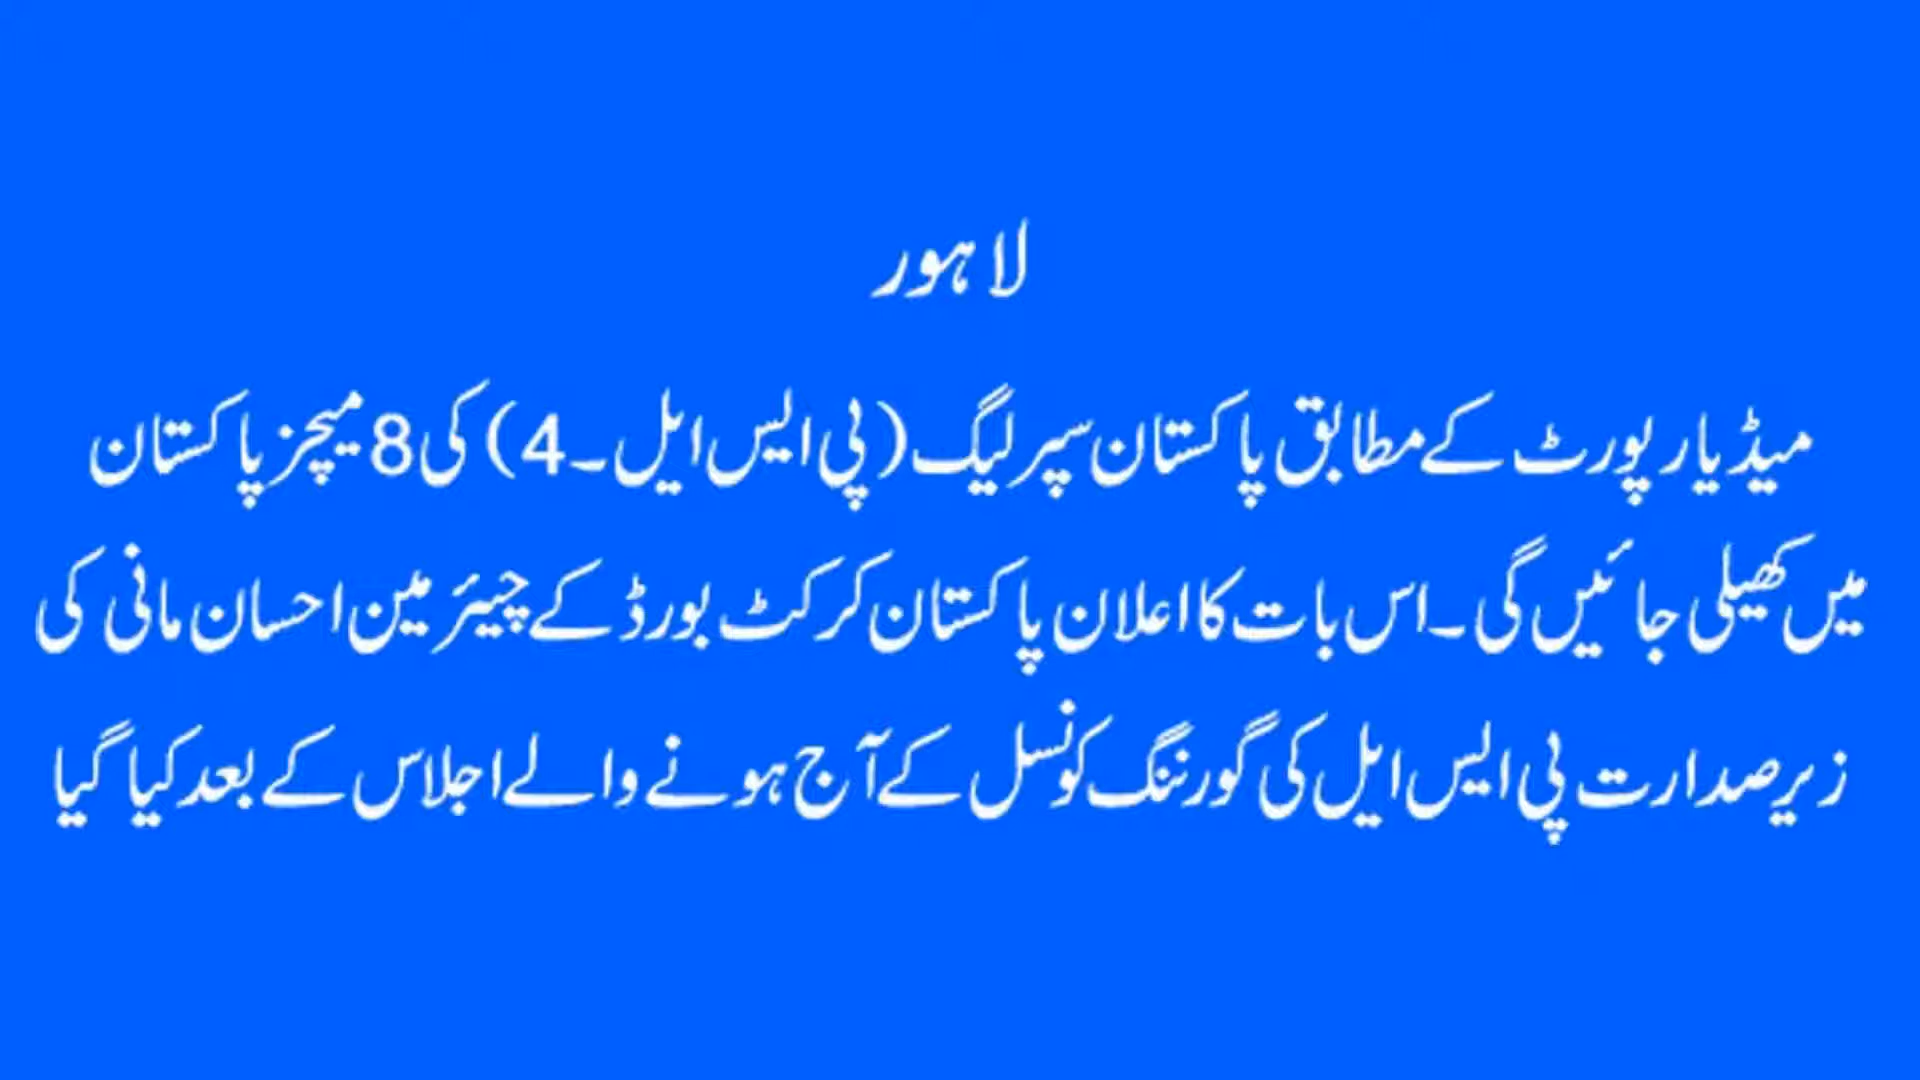 لاہور
میڈیا رپورٹ کے مطابق پاکستان سپر لیگ (پی ایس ایل۔4) کی 8 میچز پاکستان
میں کھیلی جائیں گی۔ اس بات کا اعلان پاکستان کرکٹ بورڈ کے چیئرمین احسان مانی کی
زیر صدارت پی ایس ایل کی گورننگ کونسل کے آج ہونے والے اجلاس کے بعد کیا گیا